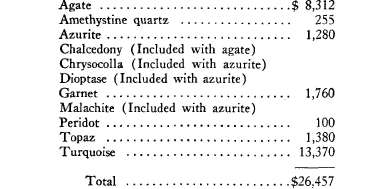 Agate ............................ $ 8,312
Amethystine quartz ................ 255
Azurite ........................... 1,280
Chalcedony (Included with agate)
Chrysocolla (Included with azurite)
Dioptase (Included with azurite)
Garnet ............................ 1,760
Malachite (Included with azurite)
Peridot ........................... 100
Topaz ............................ 1,380
Turquoise ........................ 13,370
Total ........................ $26,457